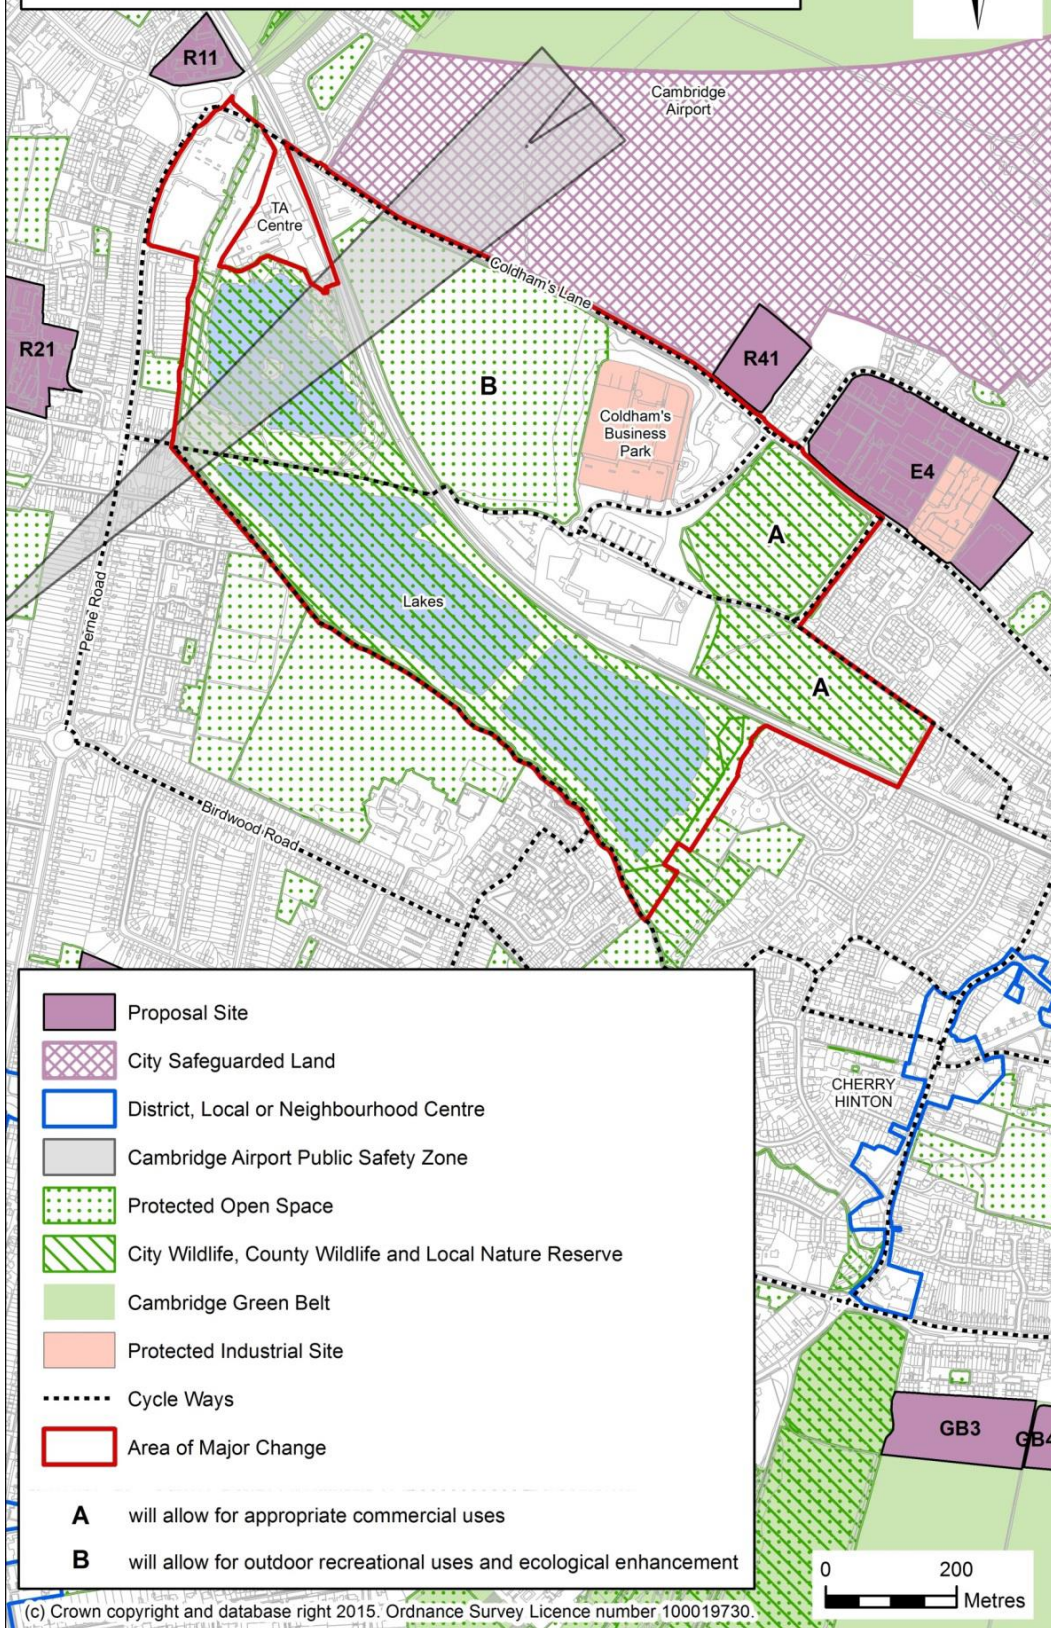 R11
Cambridge
Airport
TA
Centre
Coldham's Lane
R21
B
R41
Coldham's
Business
Park
E4
A
Perne Road
Lakes
A
Birdwood Road
CHERRY
HINTON
GB3
GB4
Proposal Site
City Safeguarded Land
District, Local or Neighbourhood Centre
Cambridge Airport Public Safety Zone
Protected Open Space
City Wildlife, County Wildlife and Local Nature Reserve
Cambridge Green Belt
Protected Industrial Site
Cycle Ways
Area of Major Change
A will allow for appropriate commercial uses
B will allow for outdoor recreational uses and ecological enhancement
0 200
Metres
(c) Crown copyright and database right 2015. Ordnance Survey Licence number 100019730.